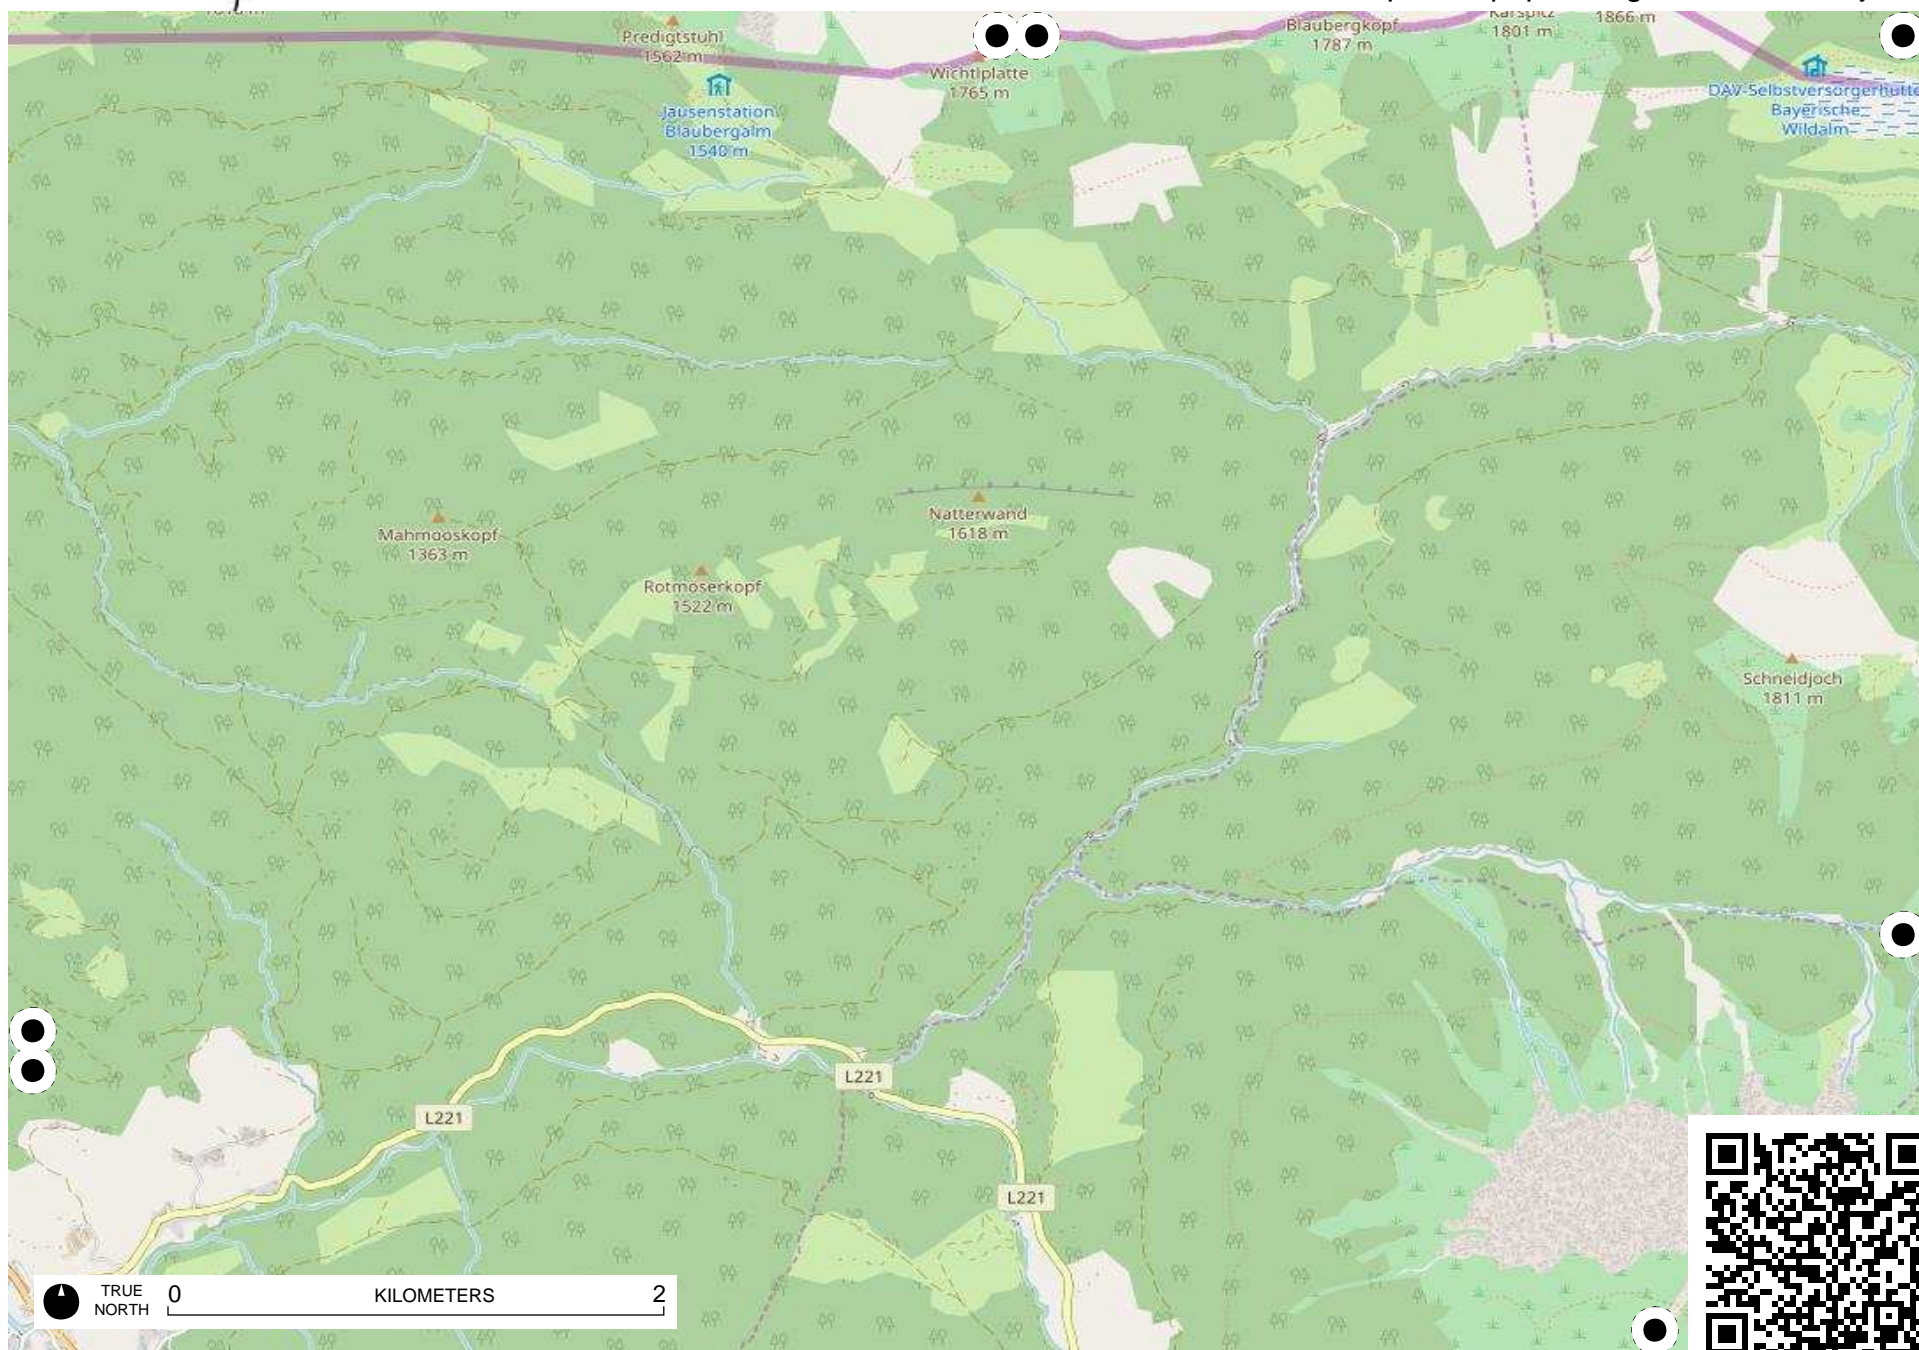 Predigtstuhl
1562 m
Wichtlplatte
1765 m
Blaubergkopf
1787 m
Karspitz
1801 m
1866 m
Jausenstation
Blaubergalm
1540 m
DAV-Selbstversorgerhütte
Bayerische
Wildalm
Mahmooskopf
1363 m
Natterwand
1618 m
Rotmöserkopf
1522 m
Schneidjoch
1811 m
L221
L221
L221
TRUE
NORTH
0 KILOMETERS 2